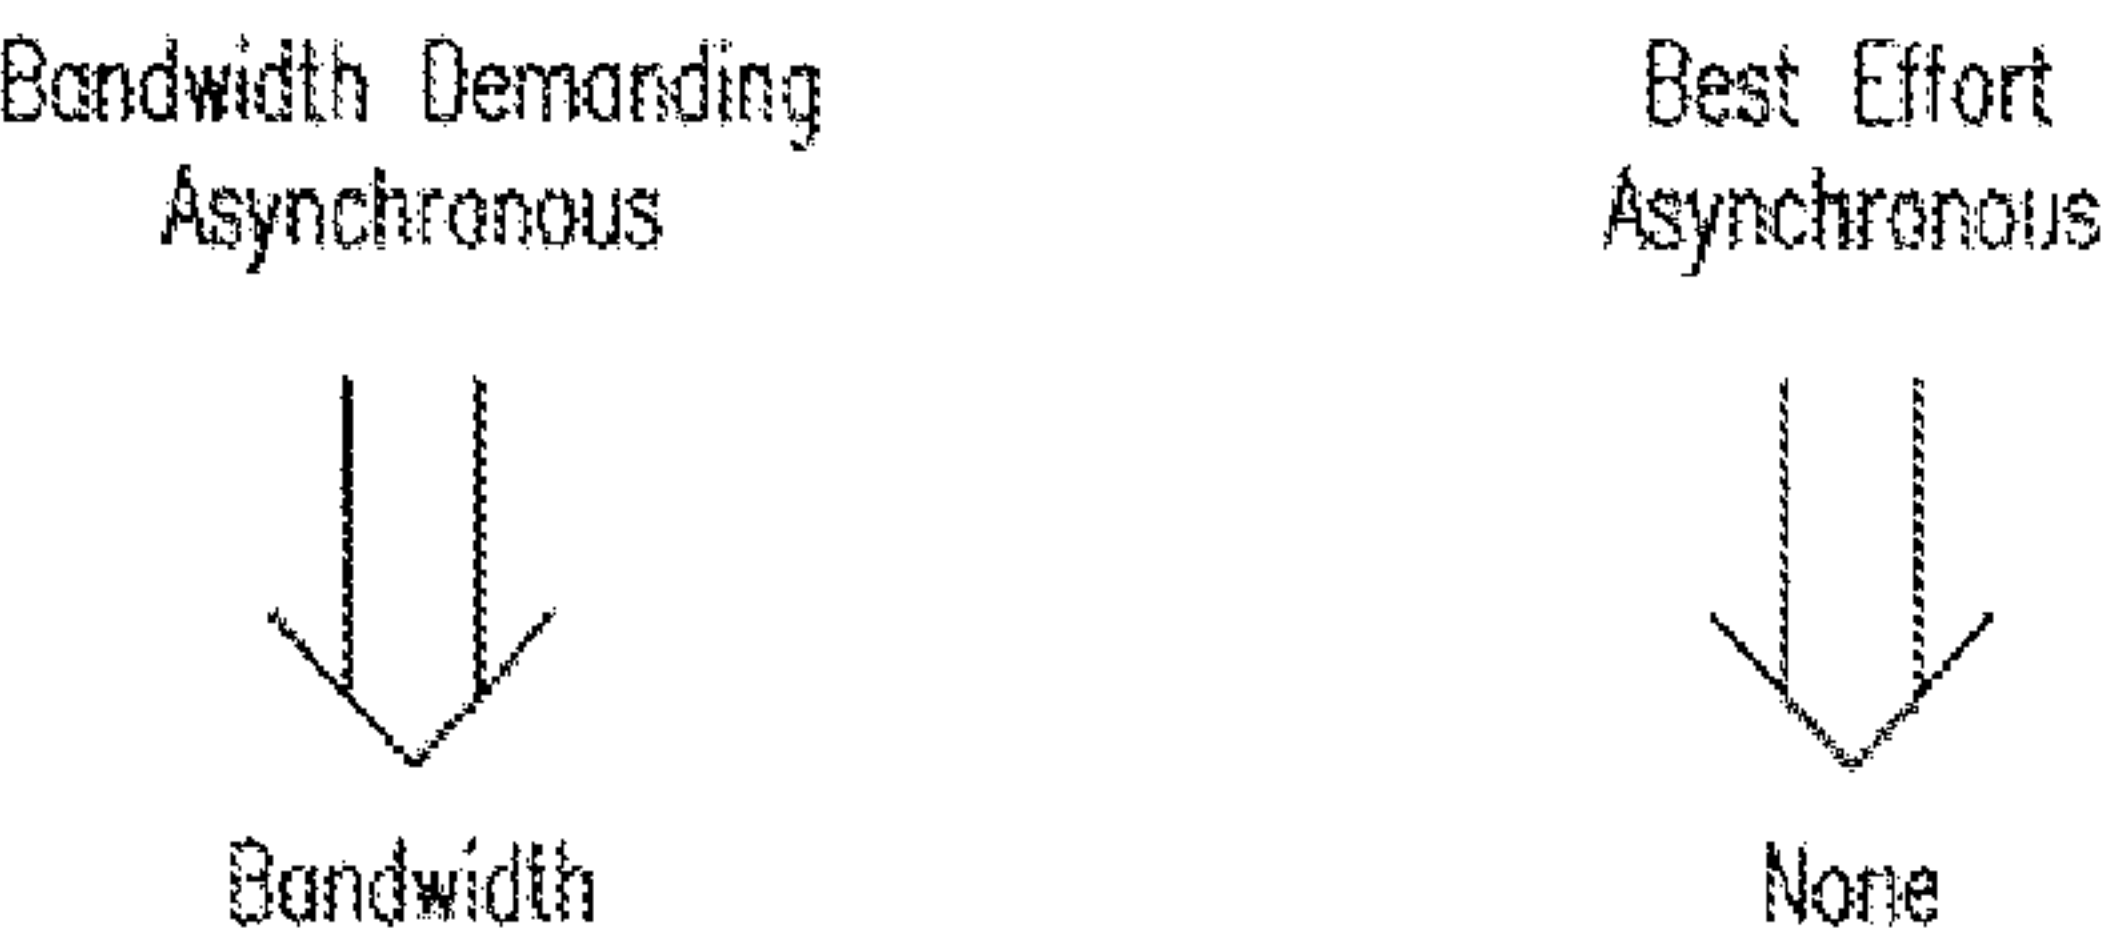 Bandwidth Demanding
Asynchronous
Best Effort
Asynchronous
Bandwidth
None